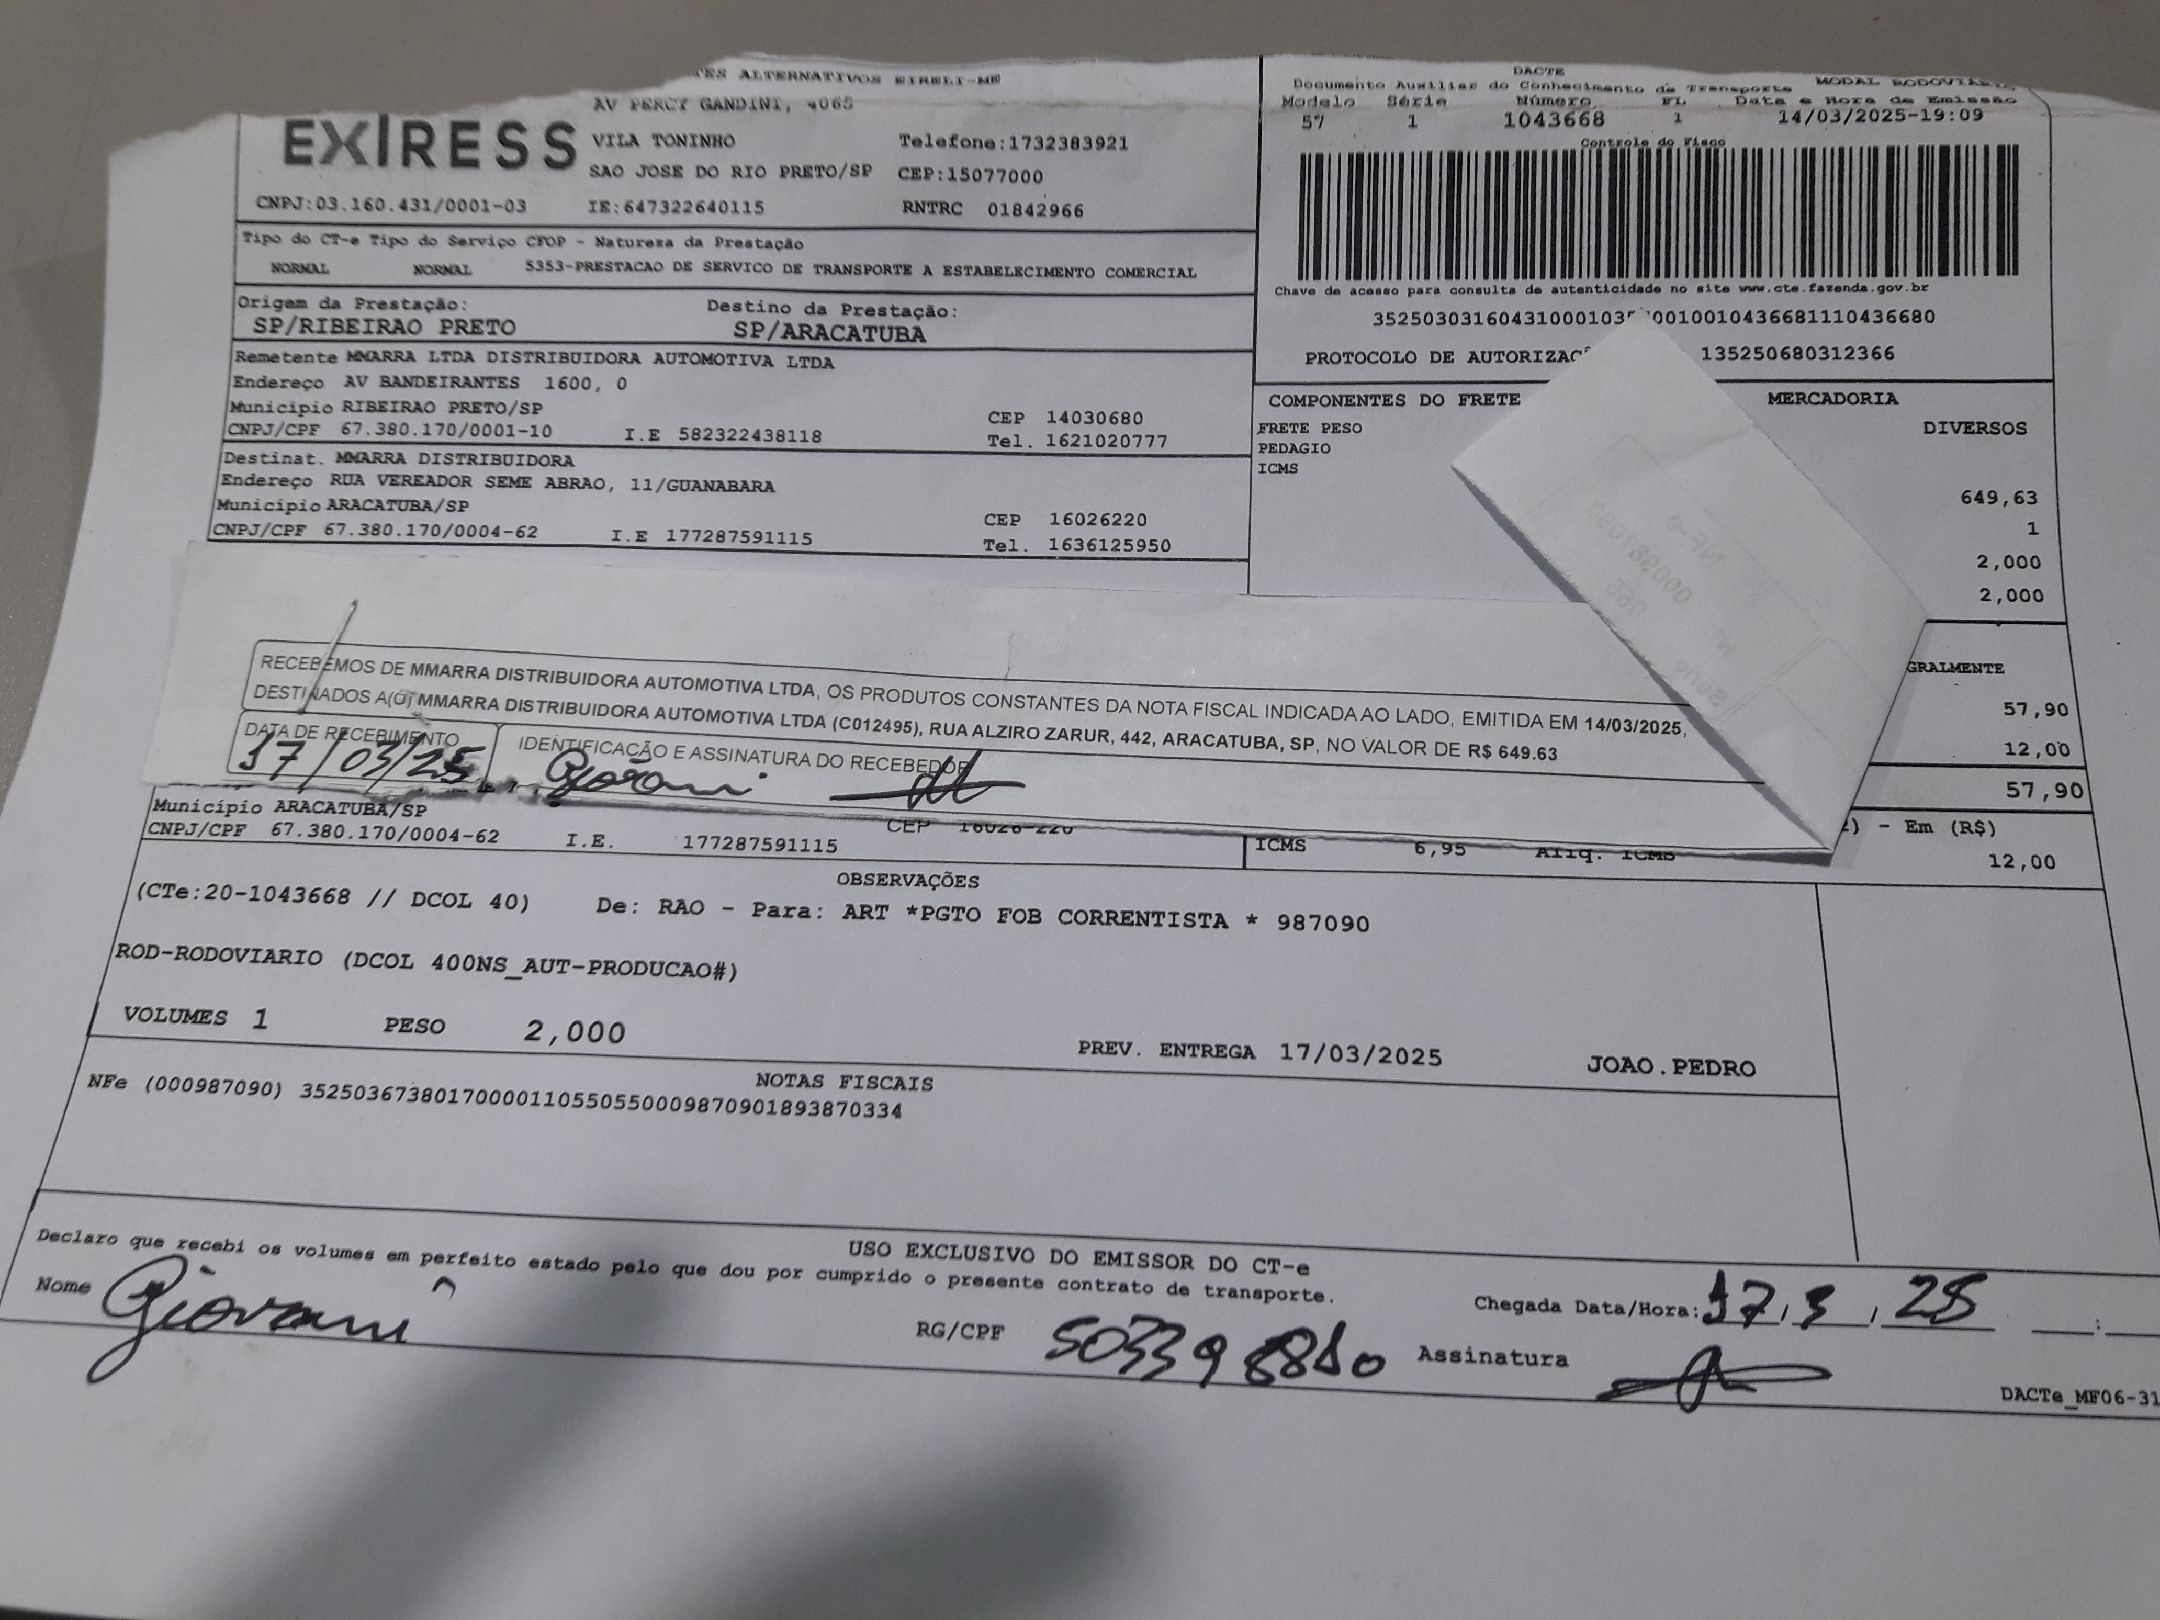 ALTERNATIVOS EIRELI-ME
AV PERCY GANDINI, 4065
EXIRESS
VILA TONINHO Telefone:1732383921
SAO JOSE DO RIO PRETO/SP CEP:15077000
CNPJ:03.160.431/0001-03 IE:647322640115 RNTRC 01842966
Tipo do CT-e Tipo do Serviço CFOP - Natureza da Prestação
NORMAL NORMAL 5353-PRESTACAO DE SERVICO DE TRANSPORTE A ESTABELECIMENTO COMERCIAL
Origem da Prestação: Destino da Prestação:
SP/RIBEIRAO PRETO SP/ARACATUBA
Remetente MMARRA LTDA DISTRIBUIDORA AUTOMOTIVA LTDA
Endereço AV BANDEIRANTES 1600, 0
Município RIBEIRAO PRETO/SP CEP 14030680
CNPJ/CPF 67.380.170/0001-10 I.E 582322438118 Tel. 1621020777
Destinat. MMARRA DISTRIBUIDORA
Endereço RUA VEREADOR SEME ABRAO, 11/GUANABARA
Município ARACATUBA/SP CEP 16026220
CNPJ/CPF 67.380.170/0004-62 I.E 177287591115 Tel. 1636125950
DACTE
Documento Auxiliar do Conhecimento de Transporte MODAL
Modelo Série Número FL Data e Hora de Emissão
57 1 1043668 1 14/03/2025-19:09
Controle do Fisco
Chave de acesso para consulta de autenticidade no site www.cte.fazenda.gov.br
PROTOCOLO DE 135250680312366
COMPONENTES DO FRETE MERCADORIA
FRETE PESO DIVERSOS
PEDAGIO
ICMS
649,63
1
2,000
2,000
57,90
12,00
57,90
- Em (R$)
12,00
RECEBEMOS DE MMARRA DISTRIBUIDORA AUTOMOTIVA LTDA, OS PRODUTOS CONSTANTES DA NOTA FISCAL INDICADA AO LADO, EMITIDA EM 14/03/2025,
DESTINADOS A(O) MMARRA DISTRIBUIDORA AUTOMOTIVA LTDA (C012495), RUA ALZIRO ZARUR, 442, ARACATUBA, SP, NO VALOR DE R$ 649.63
DATA DE RECEBIMENTO IDENTIFICAÇÃO E ASSINATURA DO RECEBEDOR
17/03/25 Giovani
Município ARACATUBA/SP CEP 16026-220
CNPJ/CPF 67.380.170/0004-62 I.E. 177287591115
ICMS 6,95 Aliq. ICMS
OBSERVAÇÕES
(CTe:20-1043668 // DCOL 40) De: RAO - Para: ART *PGTO FOB CORRENTISTA * 987090
ROD-RODOVIARIO (DCOL 400NS_AUT-PRODUCAO#)
VOLUMES 1 PESO 2,000 PREV. ENTREGA 17/03/2025 JOAO.PEDRO
NOTAS FISCAIS
NFe (000987090) 35250367380170000110550550009870901893870334
USO EXCLUSIVO DO EMISSOR DO CT-e
Declaro que recebi os volumes em perfeito estado pelo que dou por cumprido o presente contrato de transporte.
Nome Giovani RG/CPF Chegada Data/Hora: 17, 3, 25 :
Assinatura
DACTe_MF06-31